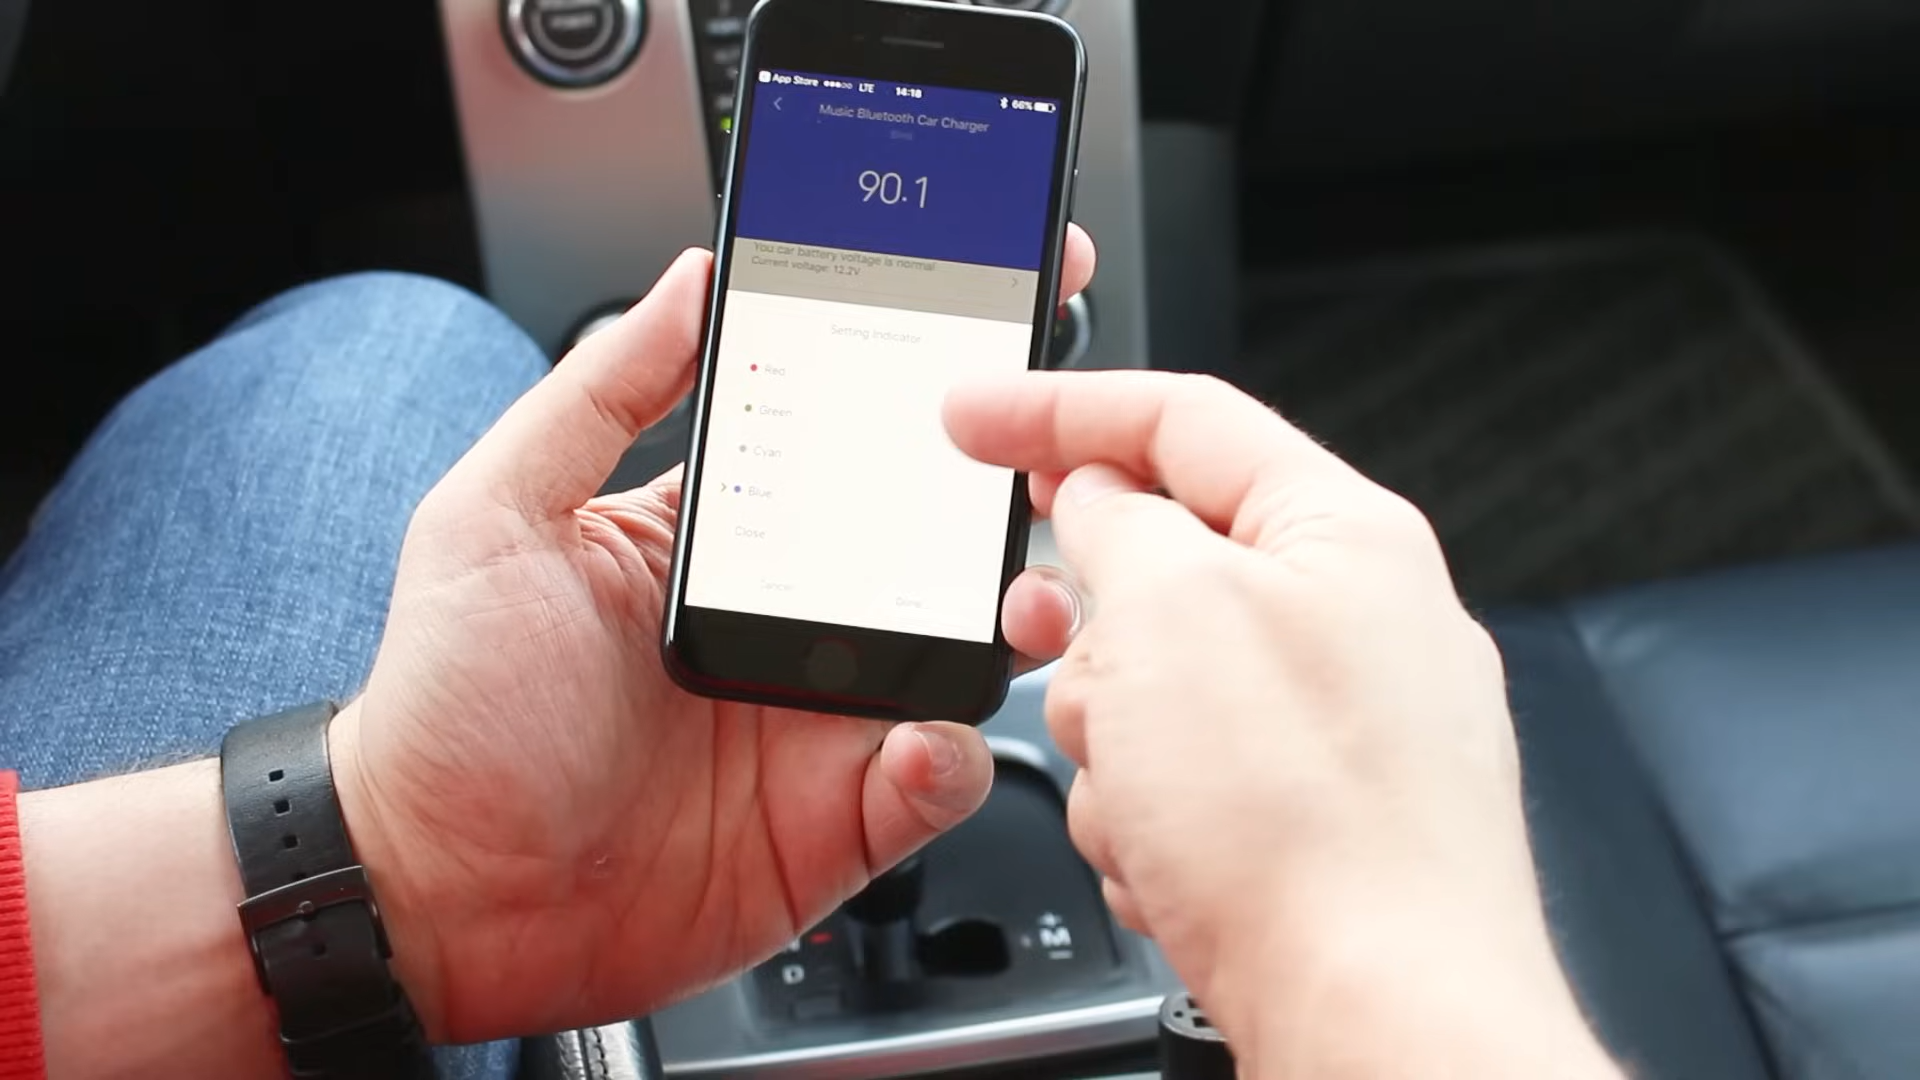 App Store LTE 14:18 66%
Music Bluetooth Car Charger
90.1
You car battery voltage is normal
Current voltage: 12.2V
Setting Indicator
Red
Green
Cyan
Blue
Close
Cancel Done
+
M
D